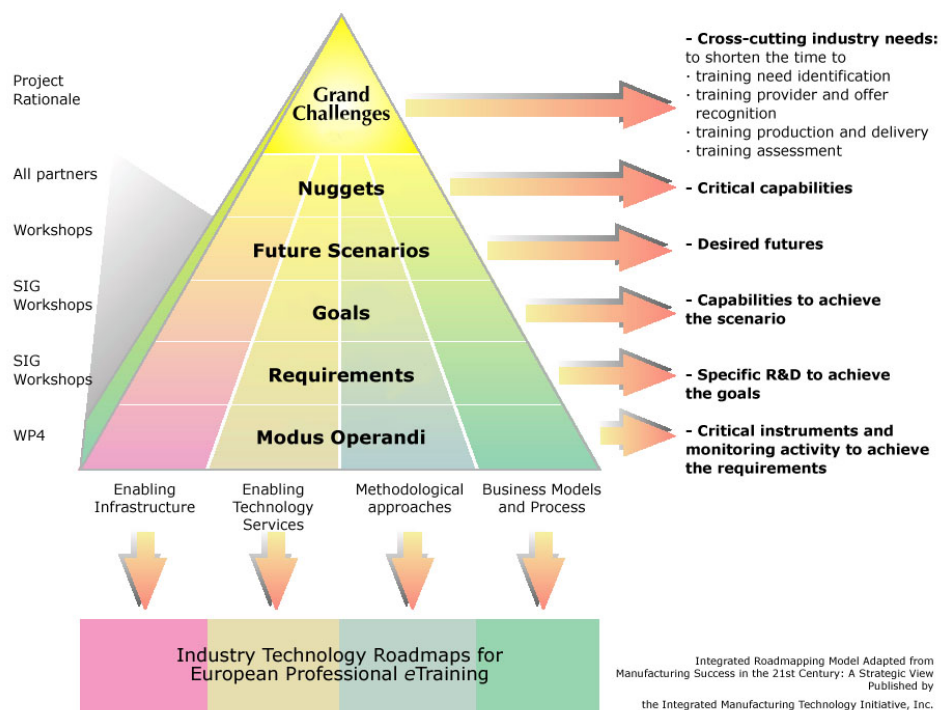 - Cross-cutting industry needs:
to shorten the time to
· training need identification
· training provider and offer
recognition
· training production and delivery
· training assessment
Project
Rationale
Grand
Challenges
All partners
Nuggets
- Critical capabilities
Workshops
Future Scenarios
- Desired futures
SIG
Workshops
Goals
- Capabilities to achieve
the scenario
SIG
Workshops
Requirements
- Specific R&D to achieve
the goals
WP4
Modus Operandi
- Critical instruments and
monitoring activity to achieve
the requirements
Enabling
Infrastructure
Enabling
Technology
Services
Methodological
approaches
Business Models
and Process
Industry Technology Roadmaps for
European Professional eTraining
Integrated Roadmapping Model Adapted from
Manufacturing Success in the 21st Century: A Strategic View
Published by
the Integrated Manufacturing Technology Initiative, Inc.